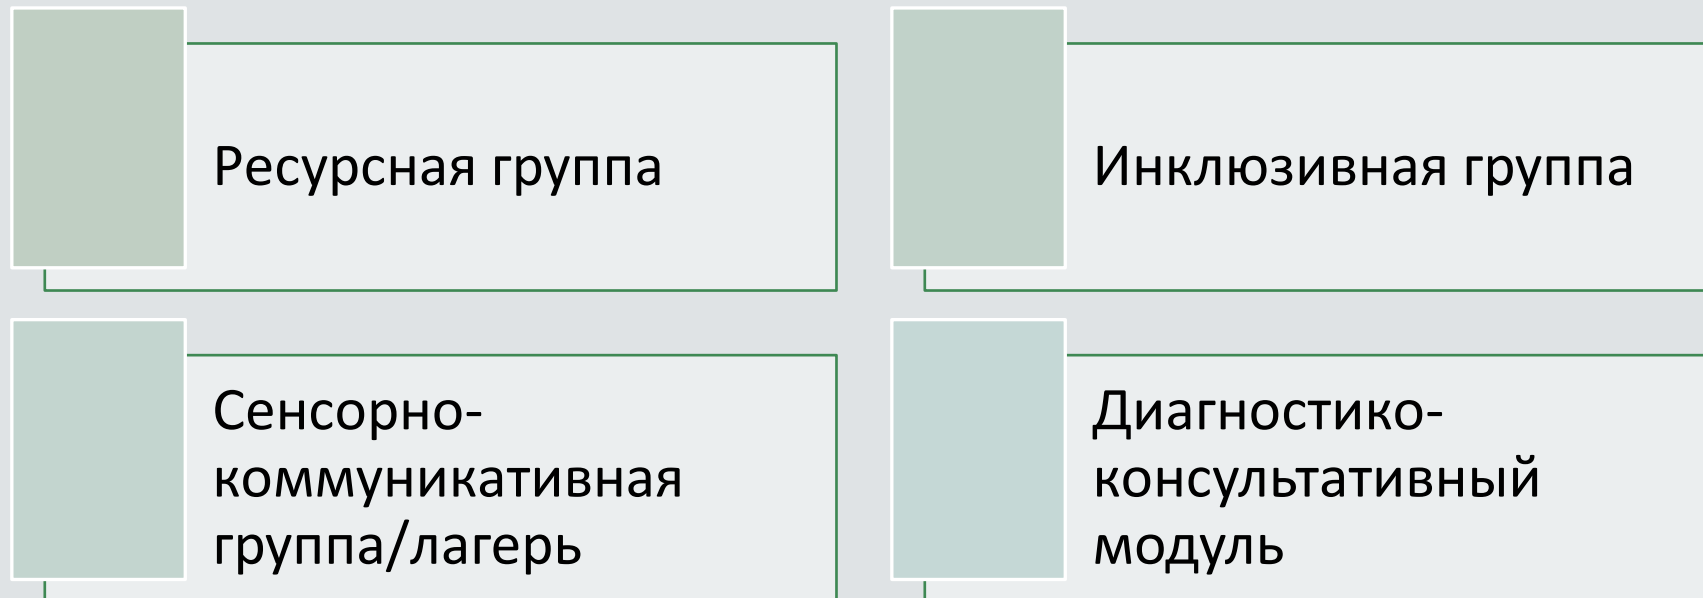 Ресурсная группа
Инклюзивная группа
Сенсорно-
коммуникативная
группа/лагерь
Диагностико-
консультативный
модуль